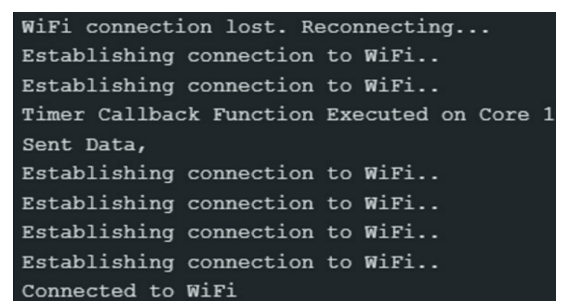 WiFi connection lost. Reconnecting...
Establishing connection to WiFi..
Establishing connection to WiFi..
Timer Callback Function Executed on Core 1
Sent Data,
Establishing connection to WiFi..
Establishing connection to WiFi..
Establishing connection to WiFi..
Establishing connection to WiFi..
Connected to WiFi